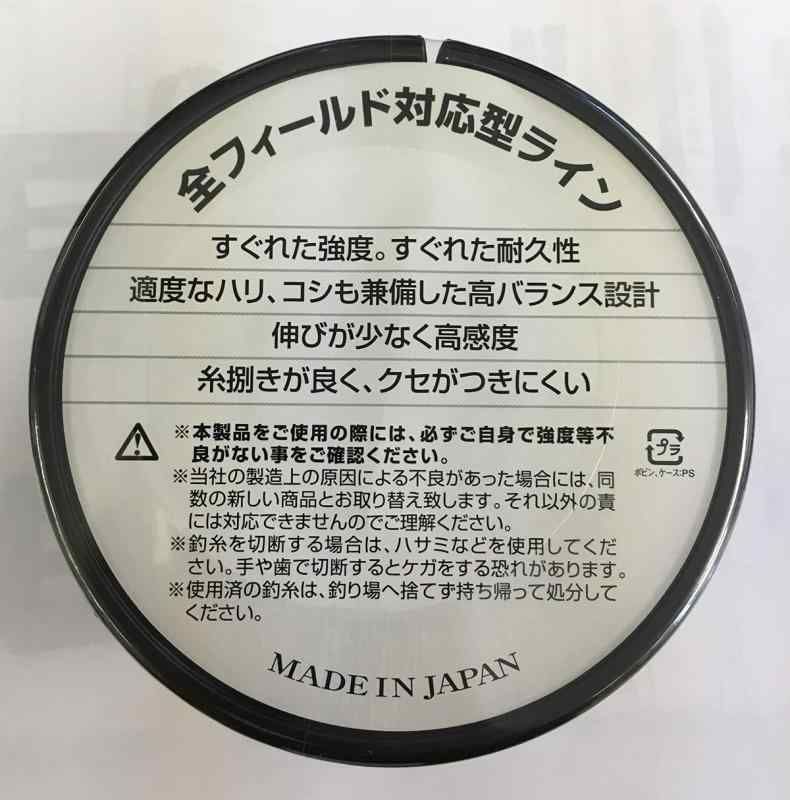 全フィールド対応型ライン
すぐれた強度。すぐれた耐久性
適度なハリ、コシも兼備した高バランス設計
伸びが少なく高感度
糸捌きが良く、クセがつきにくい
※本製品をご使用の際には、必ずご自身で強度等不
良がない事をご確認ください。
※当社の製造上の原因による不良があった場合には、同
数の新しい商品とお取り替え致します。それ以外の責
には対応できませんのでご理解ください。
※釣糸を切断する場合は、ハサミなどを使用してくだ
さい。手や歯で切断するとケガをする恐れがあります。
※使用済の釣糸は、釣り場へ捨てず持ち帰って処分して
ください。
プラ
ボビン、ケース:PS
MADE IN JAPAN